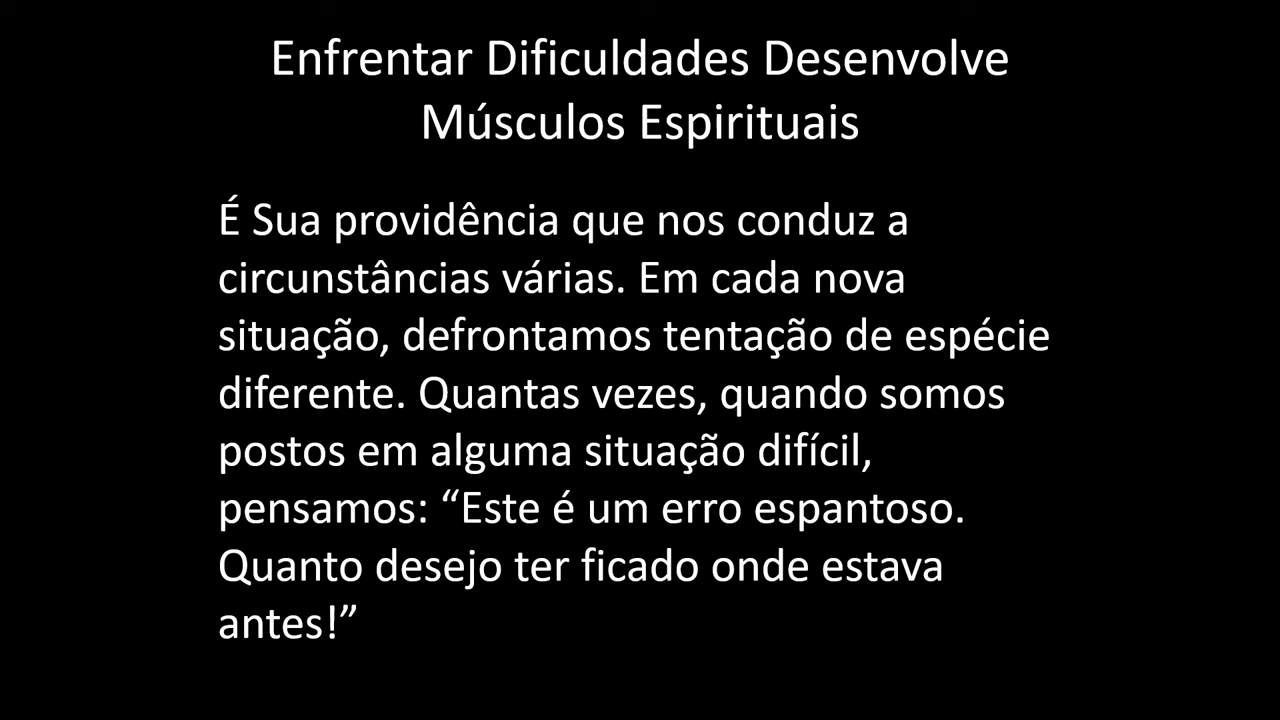 Enfrentar Dificuldades Desenvolve
Músculos Espirituais
É Sua providência que nos conduz a
circunstâncias várias. Em cada nova
situação, defrontamos tentação de espécie
diferente. Quantas vezes, quando somos
postos em alguma situação difícil,
pensamos: “Este é um erro espantoso.
Quanto desejo ter ficado onde estava
antes!”